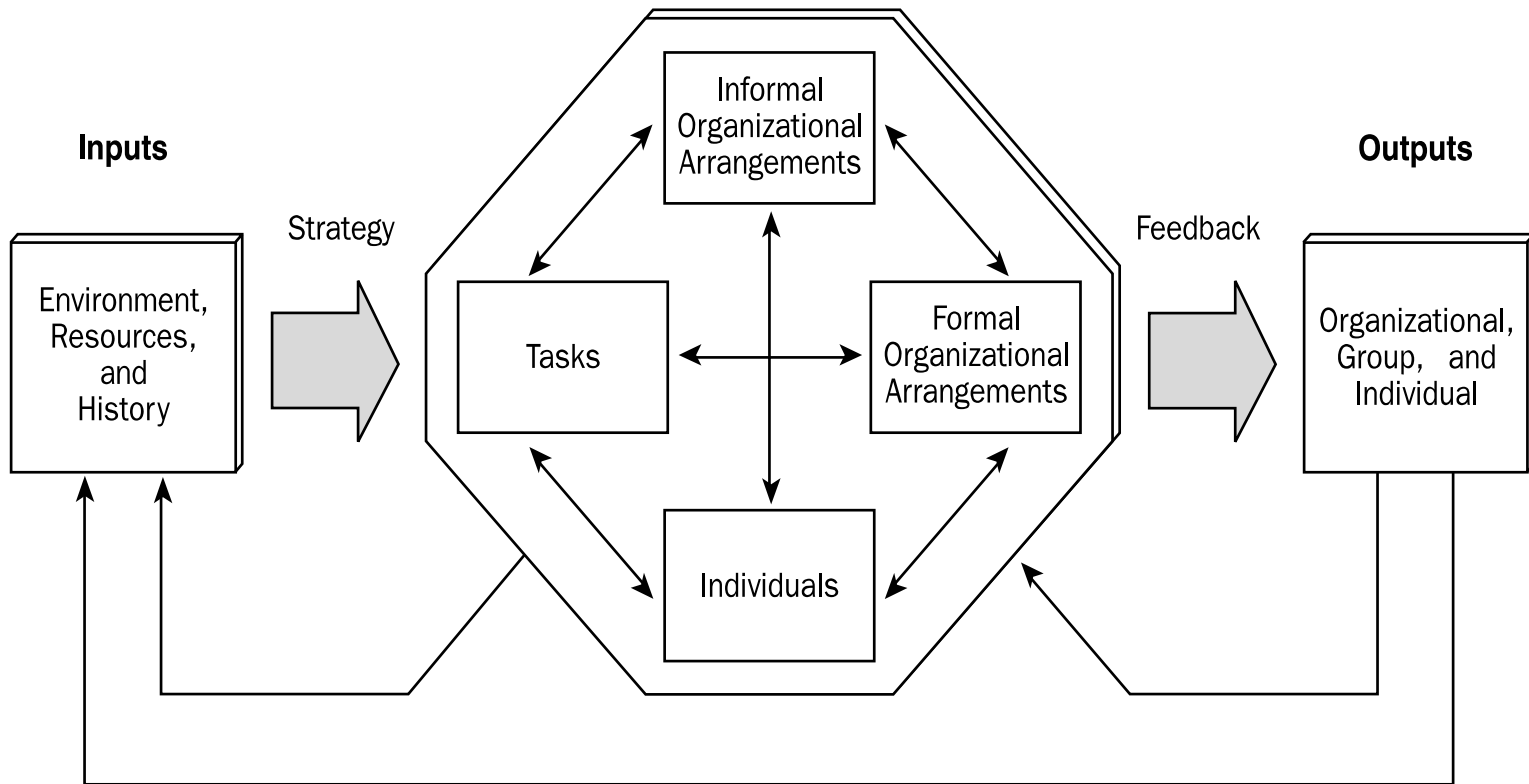 Inputs
Environment,
Resources,
and
History
Strategy
Informal
Organizational
Arrangements
Tasks
Formal
Organizational
Arrangements
Individuals
Feedback
Outputs
Organizational,
Group, and
Individual